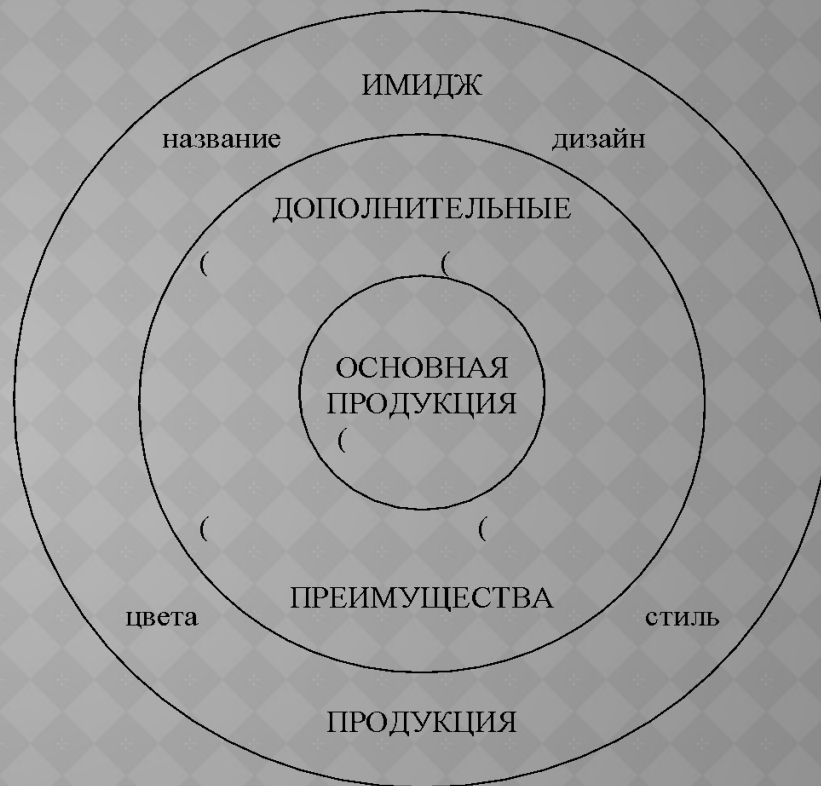 ИМИДЖ
название дизайн
ДОПОЛНИТЕЛЬНЫЕ
( (
ОСНОВНАЯ
ПРОДУКЦИЯ
(
( (
ПРЕИМУЩЕСТВА
цвета стиль
ПРОДУКЦИЯ